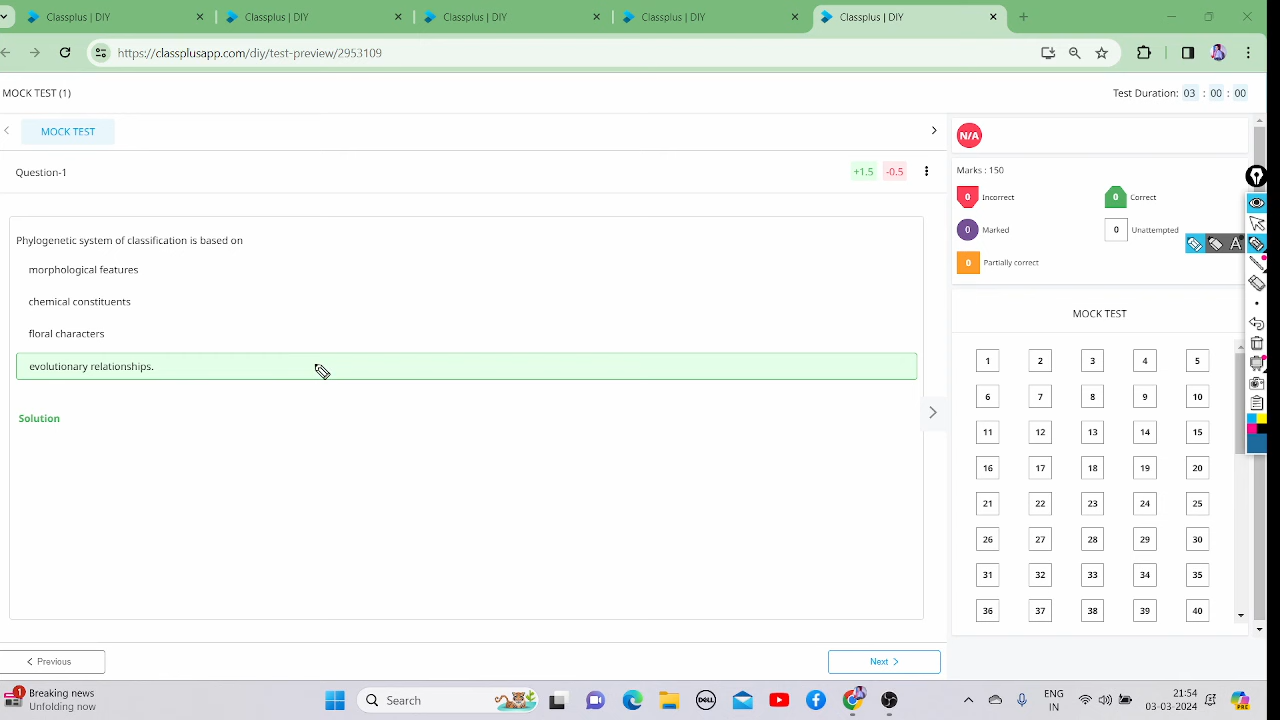 Classplus | DIY
Classplus | DIY
Classplus | DIY
Classplus | DIY
Classplus | DIY
https://classplusapp.com/diy/test-preview/2953109
MOCK TEST (1)
Test Duration: 03 : 00 : 00
MOCK TEST
N/A
Question-1
+1.5 -0.5
Marks : 150
0 Incorrect
0 Correct
0 Marked
0 Unattempted
0 Partially correct
Phylogenetic system of classification is based on
morphological features
chemical constituents
floral characters
evolutionary relationships.
Solution
MOCK TEST
1 2 3 4 5
6 7 8 9 10
11 12 13 14 15
16 17 18 19 20
21 22 23 24 25
26 27 28 29 30
31 32 33 34 35
36 37 38 39 40
Previous
Next
1
Breaking news
Unfolding now
Search
DELL
ENG
IN
21:54
03-03-2024
PRE
A